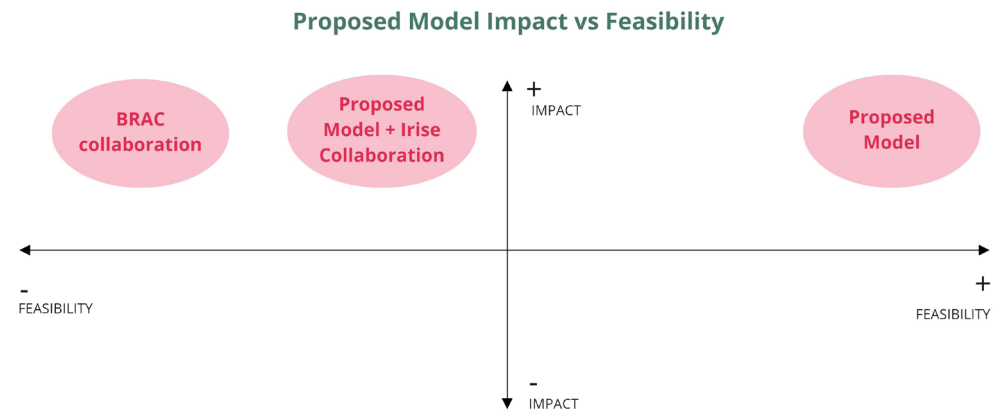 Proposed Model Impact vs Feasibility
BRAC
collaboration
Proposed
Model + Irise
Collaboration
+
IMPACT
Proposed
Model
-
FEASIBILITY
+
FEASIBILITY
-
IMPACT